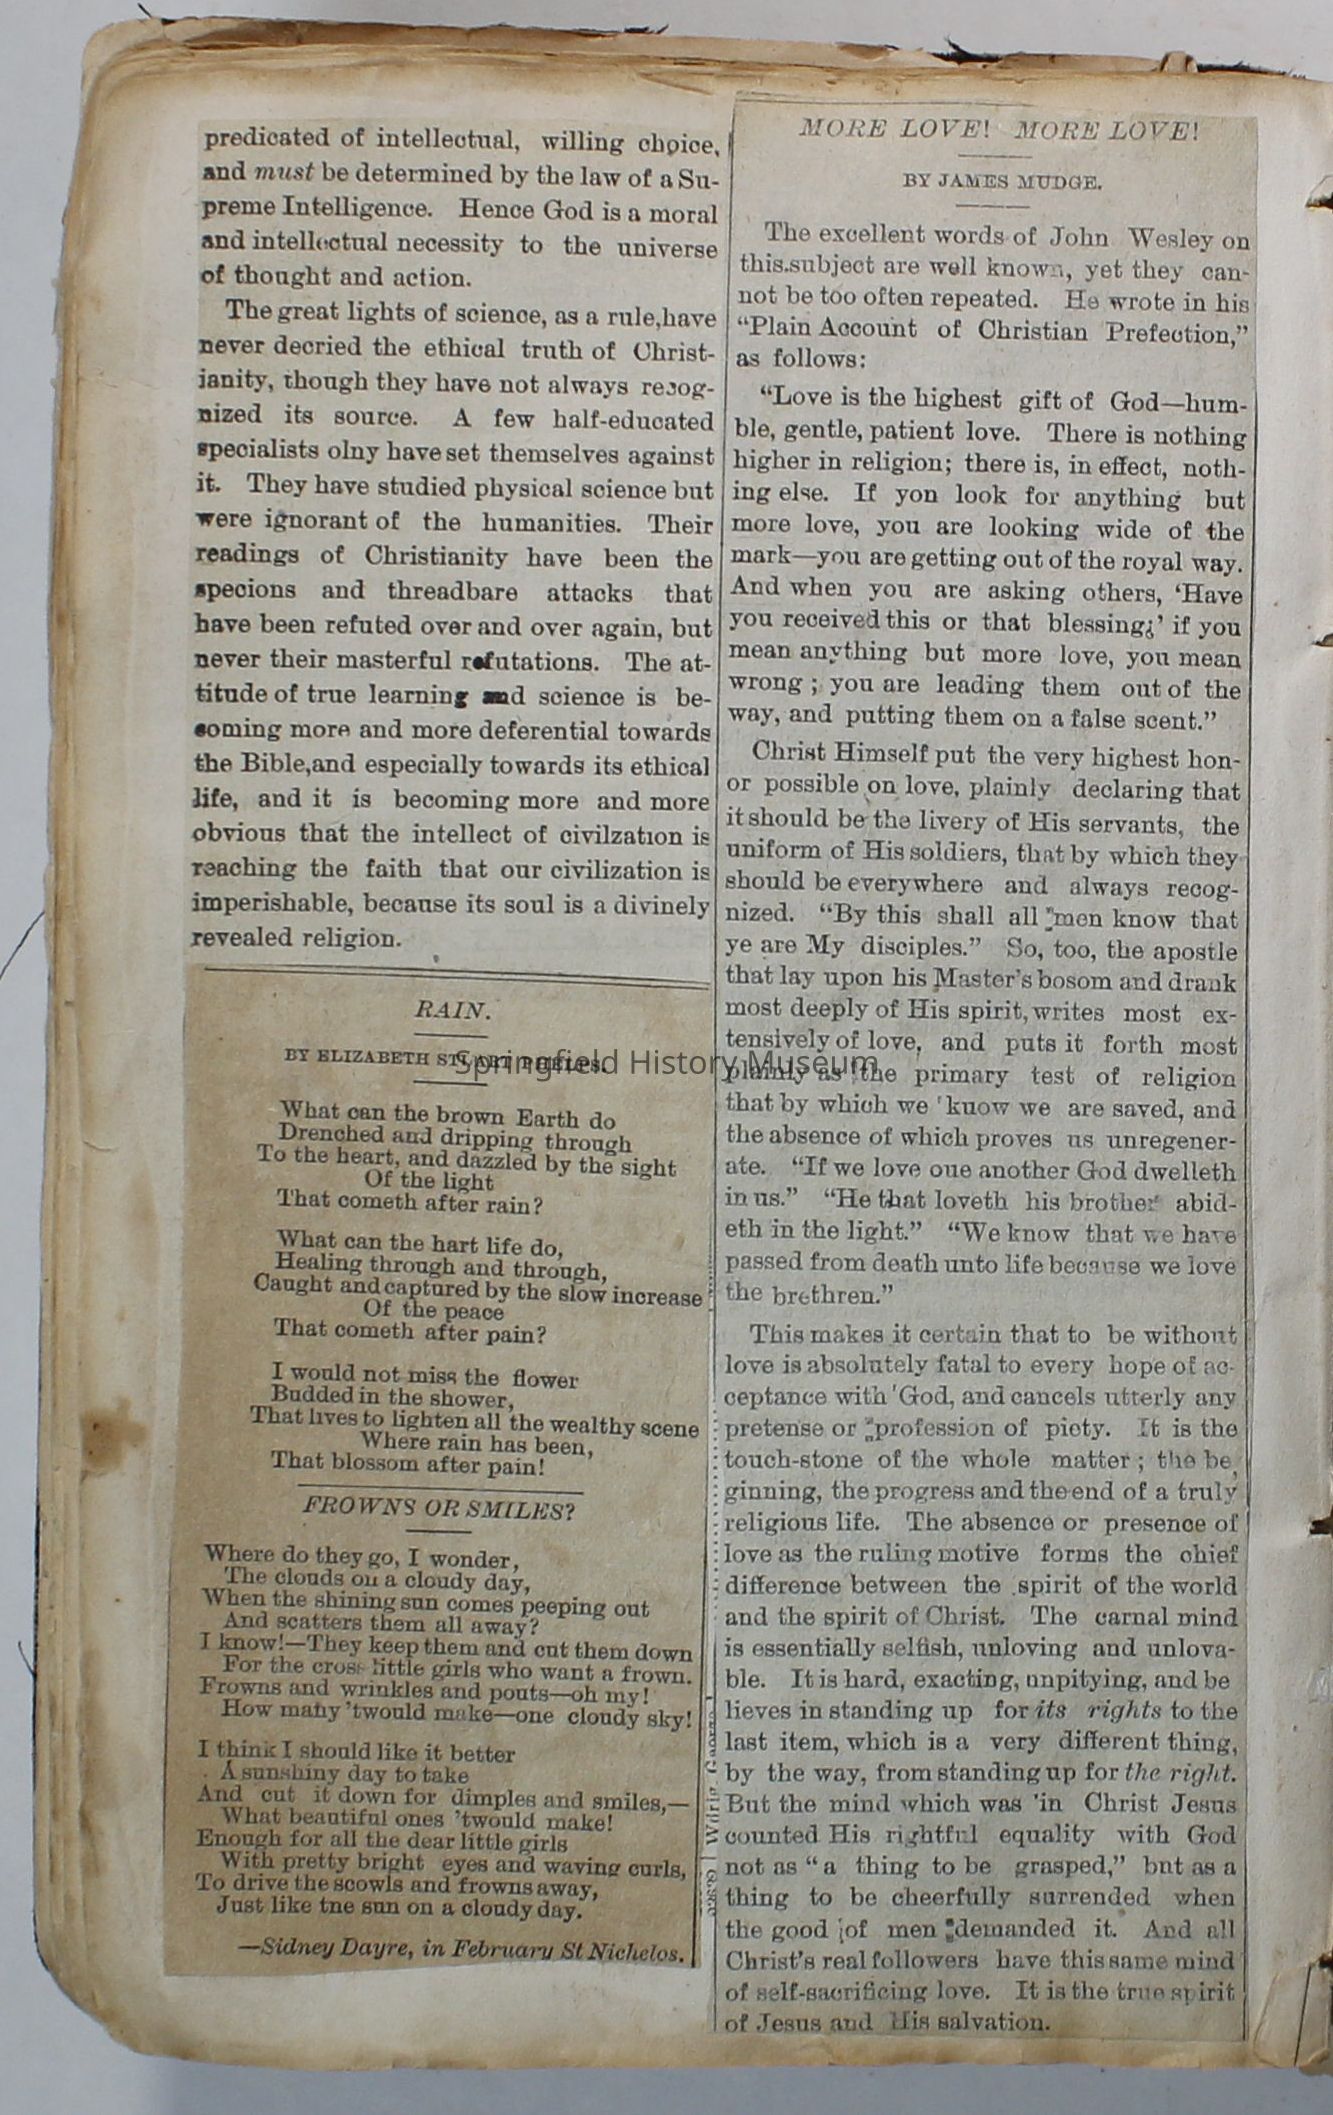 predicated of intellectual, willing choice,
and must be determined by the law of a Su-
preme Intelligence. Hence God is a moral
and intellectual necessity to the universe
of thought and action.
The great lights of science, as a rule,have
never decried the ethical truth of Christ-
ianity, though they have not always recog-
nized its source. A few half-educated
specialists olny have set themselves against
it. They have studied physical science but
were ignorant of the humanities. Their
readings of Christianity have been the
specions and threadbare attacks that
have been refuted over and over again, but
never their masterful refutations. The at-
titude of true learning and science is be-
coming more and more deferential towards
the Bible,and especially towards its ethical
life, and it is becoming more and more
obvious that the intellect of civilzation is
reaching the faith that our civilization is
imperishable, because its soul is a divinely
revealed religion.
RAIN.
BY ELIZABETH STUART PHELPS.
What can the brown Earth do
Drenched and dripping through
To the heart, and dazzled by the sight
Of the light
That cometh after rain?
What can the hart life do,
Healing through and through,
Caught and captured by the slow increase
Of the peace
That cometh after pain?
I would not miss the flower
Budded in the shower,
That lives to lighten all the wealthy scene
Where rain has been,
That blossom after pain!
FROWNS OR SMILES?
Where do they go, I wonder,
The clouds on a cloudy day,
When the shining sun comes peeping out
And scatters them all away?
I know!—They keep them and cut them down
For the cross little girls who want a frown.
Frowns and wrinkles and pouts—oh my!
How many 'twould make—one cloudy sky!
I think I should like it better
A sunshiny day to take
And cut it down for dimples and smiles,—
What beautiful ones 'twould make!
Enough for all the dear little girls
With pretty bright eyes and waving curls,
To drive the scowls and frowns away,
Just like tne sun on a cloudy day.
—Sidney Dayre, in February St Nichelos.
MORE LOVE! MORE LOVE!
BY JAMES MUDGE.
The excellent words of John Wesley on
this.subject are well known, yet they can-
not be too often repeated. He wrote in his
"Plain Account of Christian Prefection,"
as follows:
"Love is the highest gift of God—hum-
ble, gentle, patient love. There is nothing
higher in religion; there is, in effect, noth-
ing else. If yon look for anything but
more love, you are looking wide of the
mark—you are getting out of the royal way.
And when you are asking others, 'Have
you received this or that blessing¿' if you
mean anything but more love, you mean
wrong; you are leading them out of the
way, and putting them on a false scent."
Christ Himself put the very highest hon-
or possible on love, plainly declaring that
it should be the livery of His servants, the
uniform of His soldiers, that by which they
should be everywhere and always recog-
nized. "By this shall all men know that
ye are My disciples." So, too, the apostle
that lay upon his Master's bosom and drank
most deeply of His spirit, writes most ex-
tensively of love, and puts it forth most
plainly as the primary test of religion
that by which we know we are saved, and
the absence of which proves us unregener-
ate. "If we love one another God dwelleth
in us." "He that loveth his brother abid-
eth in the light." "We know that we have
passed from death unto life because we love
the brethren."
This makes it certain that to be without
love is absolutely fatal to every hope of ac-
ceptance with 'God, and cancels utterly any
pretense or profession of piety. It is the
touch-stone of the whole matter; the be,
ginning, the progress and the end of a truly
religious life. The absence or presence of
love as the ruling motive forms the chief
difference between the spirit of the world
and the spirit of Christ. The carnal mind
is essentially selfish, unloving and unlova-
ble. It is hard, exacting, unpitying, and be
lieves in standing up for its rights to the
last item, which is a very different thing,
by the way, from standing up for the right.
But the mind which was 'in Christ Jesus
counted His rightful equality with God
not as "a thing to be grasped," but as a
thing to be cheerfully surrended when
the good of men demanded it. And all
Christ's real followers have this same mind
of self-sacrificing love. It is the true spirit
of Jesus and His salvation.
Springfield History Museum